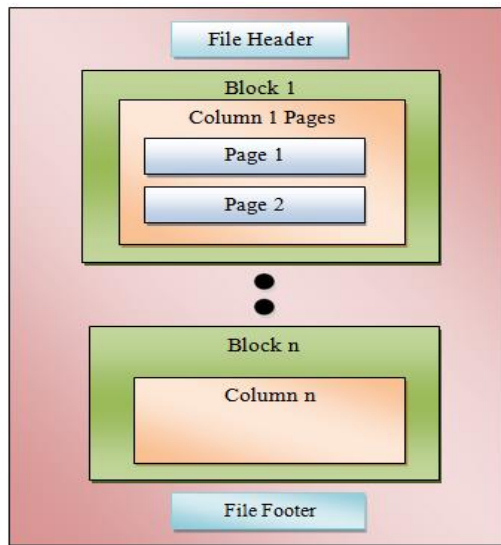 File Header
Block 1
Column 1 Pages
Page 1
Page 2
Block n
Column n
File Footer